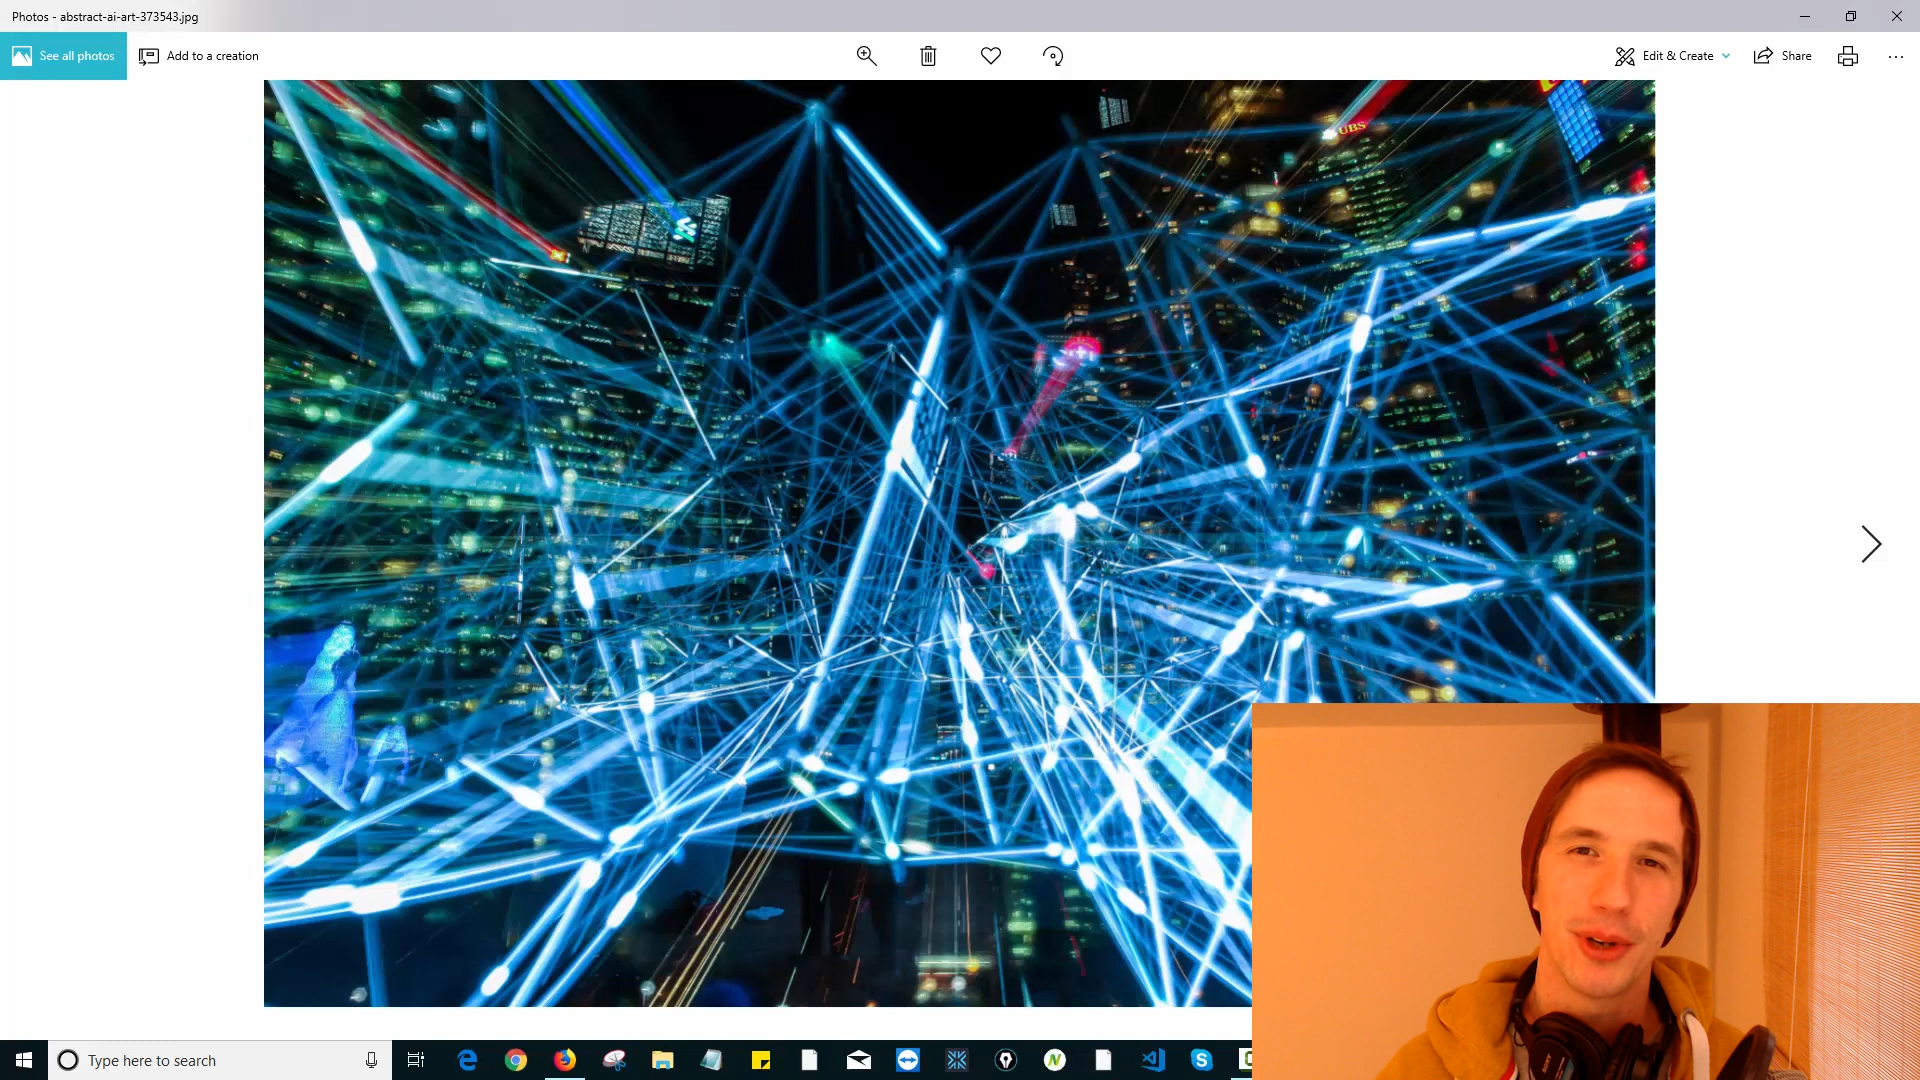 Photos - abstract-ai-art-373543.jpg
See all photos
Add to a creation
Edit & Create
Share
UBS
Type here to search